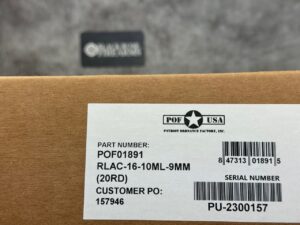 POF USA
PATRIOT ORDNANCE FACTORY, INC.
PART NUMBER:
POF01891
RLAC-16-10ML-9MM
(20RD)
CUSTOMER PO:
157946
8 47313 01891 5
SERIAL NUMBER
PU-2300157